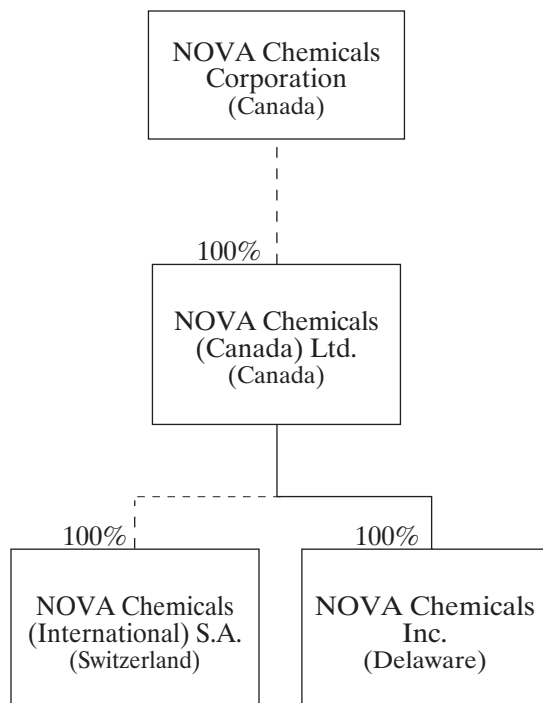 NOVA Chemicals
Corporation
(Canada)
100%
NOVA Chemicals
(Canada) Ltd.
(Canada)
100%
NOVA Chemicals
(International) S.A.
(Switzerland)
100%
NOVA Chemicals
Inc.
(Delaware)